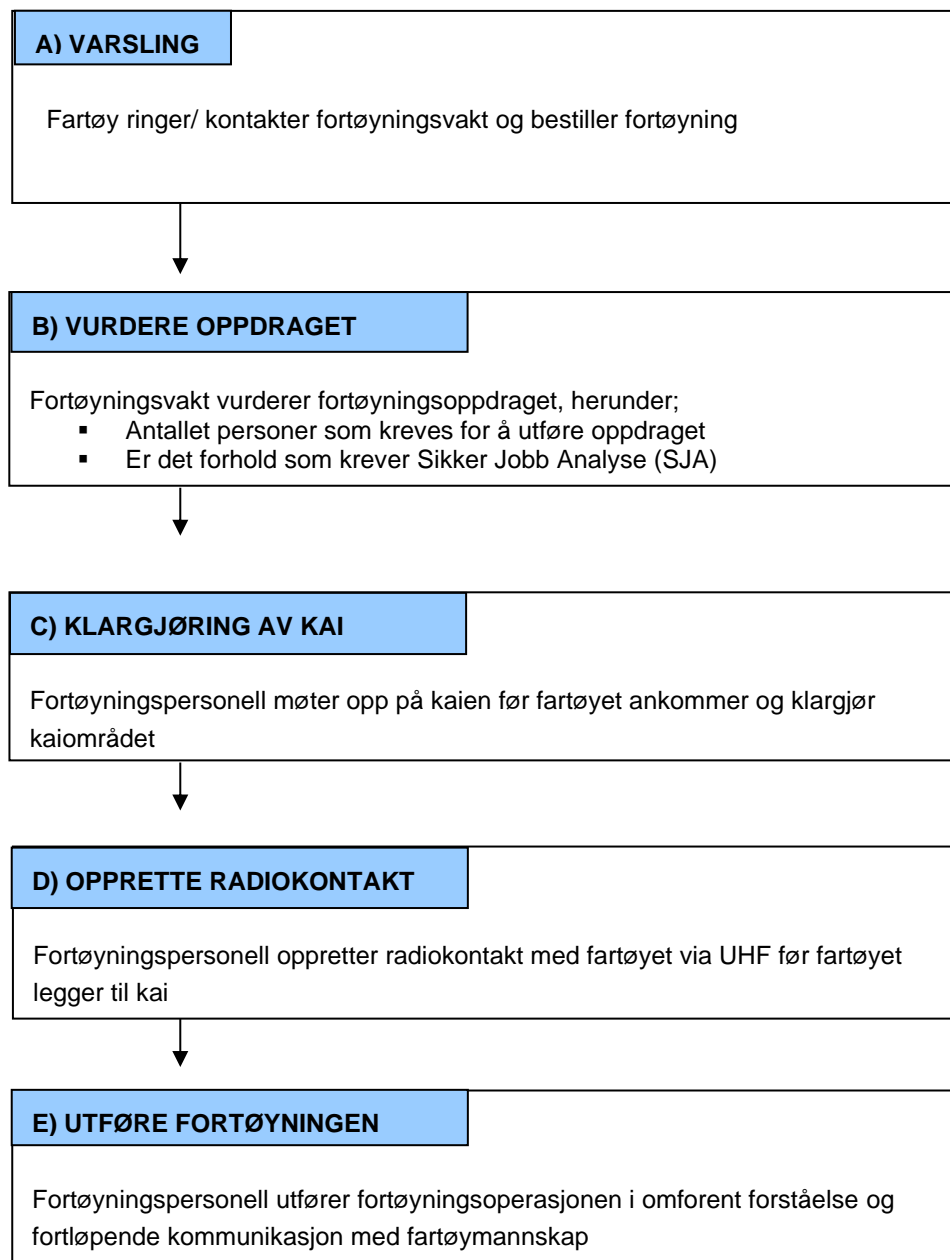 A) VARSLING
Fartøy ringer/ kontakter fortøyningsvakt og bestiller fortøyning
B) VURDERE OPPDRAGET
Fortøyningsvakt vurderer fortøyningsoppdraget, herunder;
▪ Antallet personer som kreves for å utføre oppdraget
▪ Er det forhold som krever Sikker Jobb Analyse (SJA)
C) KLARGJØRING AV KAI
Fortøyningspersonell møter opp på kaien før fartøyet ankommer og klargjør
kaiområdet
D) OPPRETTE RADIOKONTAKT
Fortøyningspersonell oppretter radiokontakt med fartøyet via UHF før fartøyet
legger til kai
E) UTFØRE FORTØYNINGEN
Fortøyningspersonell utfører fortøyningsoperasjonen i omforent forståelse og
fortløpende kommunikasjon med fartøymannskap